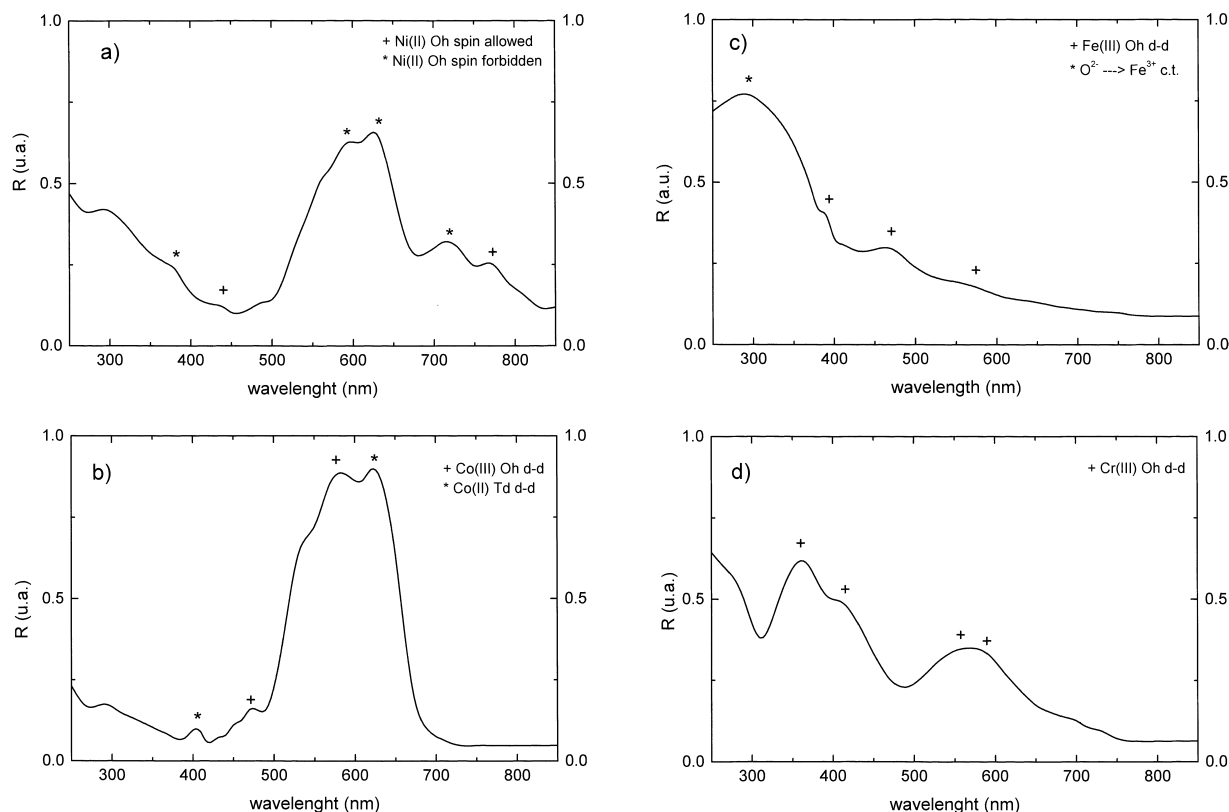 a)
+ Ni(II) Oh spin allowed
* Ni(II) Oh spin forbidden
1.0
1.0
0.5
0.5
0.0
0.0
R (u.a.)
* + * * * +
300 400 500 600 700 800
wavelenght (nm)
c)
+ Fe(III) Oh d-d
* O2- ---> Fe3+ c.t.
1.0
1.0
0.5
0.5
0.0
0.0
R (a.u.)
* + + +
300 400 500 600 700 800
wavelength (nm)
b)
+ Co(III) Oh d-d
* Co(II) Td d-d
1.0
1.0
0.5
0.5
0.0
0.0
R (u.a.)
* + + *
300 400 500 600 700 800
wavelenght (nm)
d)
+ Cr(III) Oh d-d
1.0
1.0
0.5
0.5
0.0
0.0
R (u.a.)
+ + + +
300 400 500 600 700 800
wavelenght (nm)